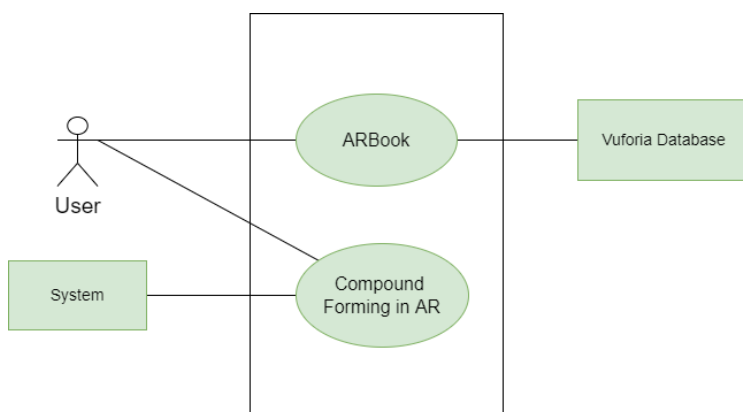 ARBook
Vuforia Database
User
System
Compound
Forming in AR